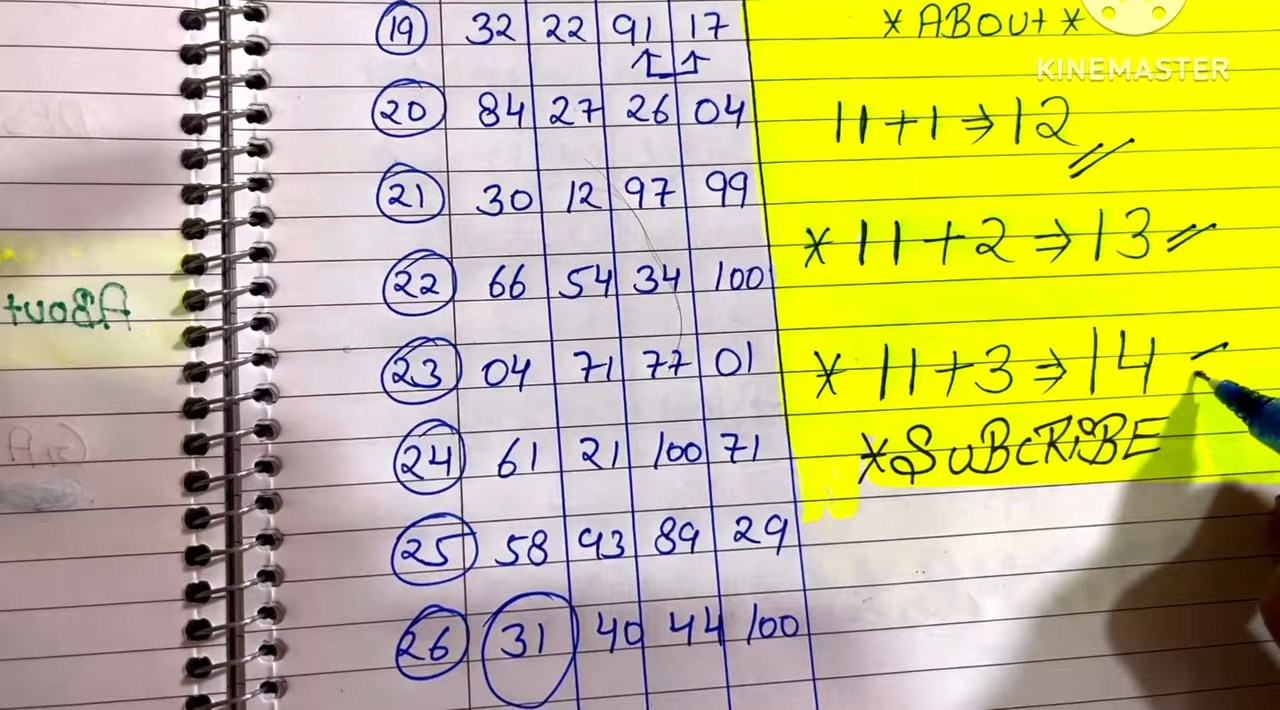 19 32 22 91 17
20 84 27 26 04
21 30 12 97 99
22 66 54 34 100
23 04 71 77 01
24 61 21 100 71
25 58 93 89 29
26 31 40 44 100
* ABOUt *
KINEMASTER
11+1⇒12
* 11+2⇒13
* 11+3⇒14
*SUBCRiBE
ABout